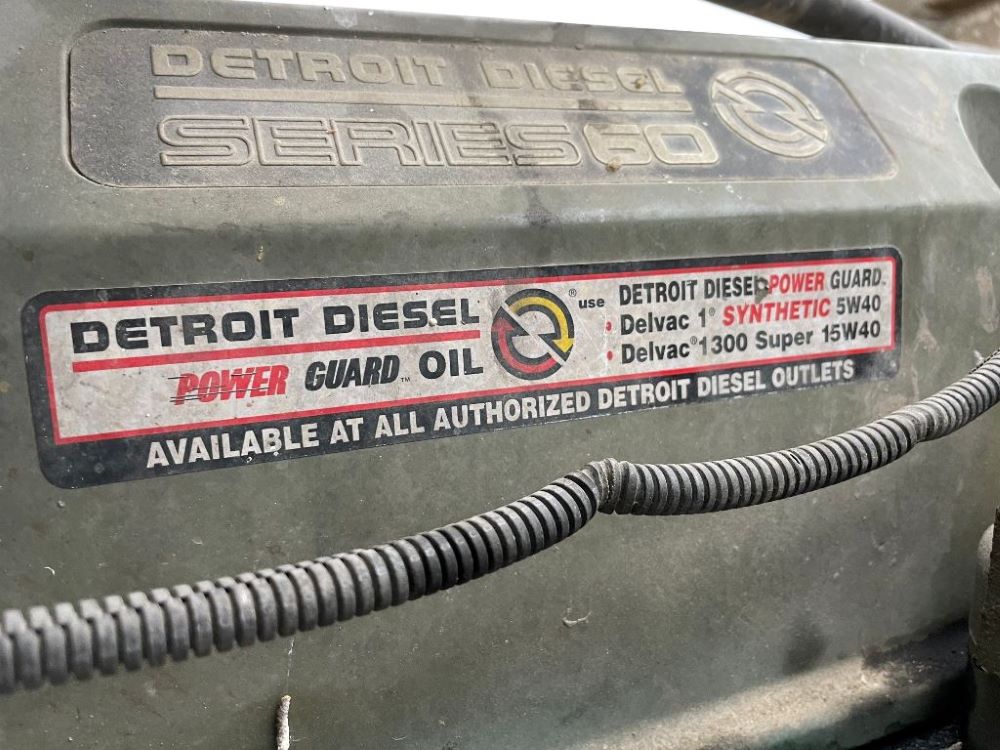 DETROIT DIESEL
SERIES 60
DETROIT DIESEL
POWER GUARD™ OIL
®
use
DETROIT DIESEL POWER GUARD
• Delvac 1® SYNTHETIC 5W40
• Delvac®1300 Super 15W40
AVAILABLE AT ALL AUTHORIZED DETROIT DIESEL OUTLETS